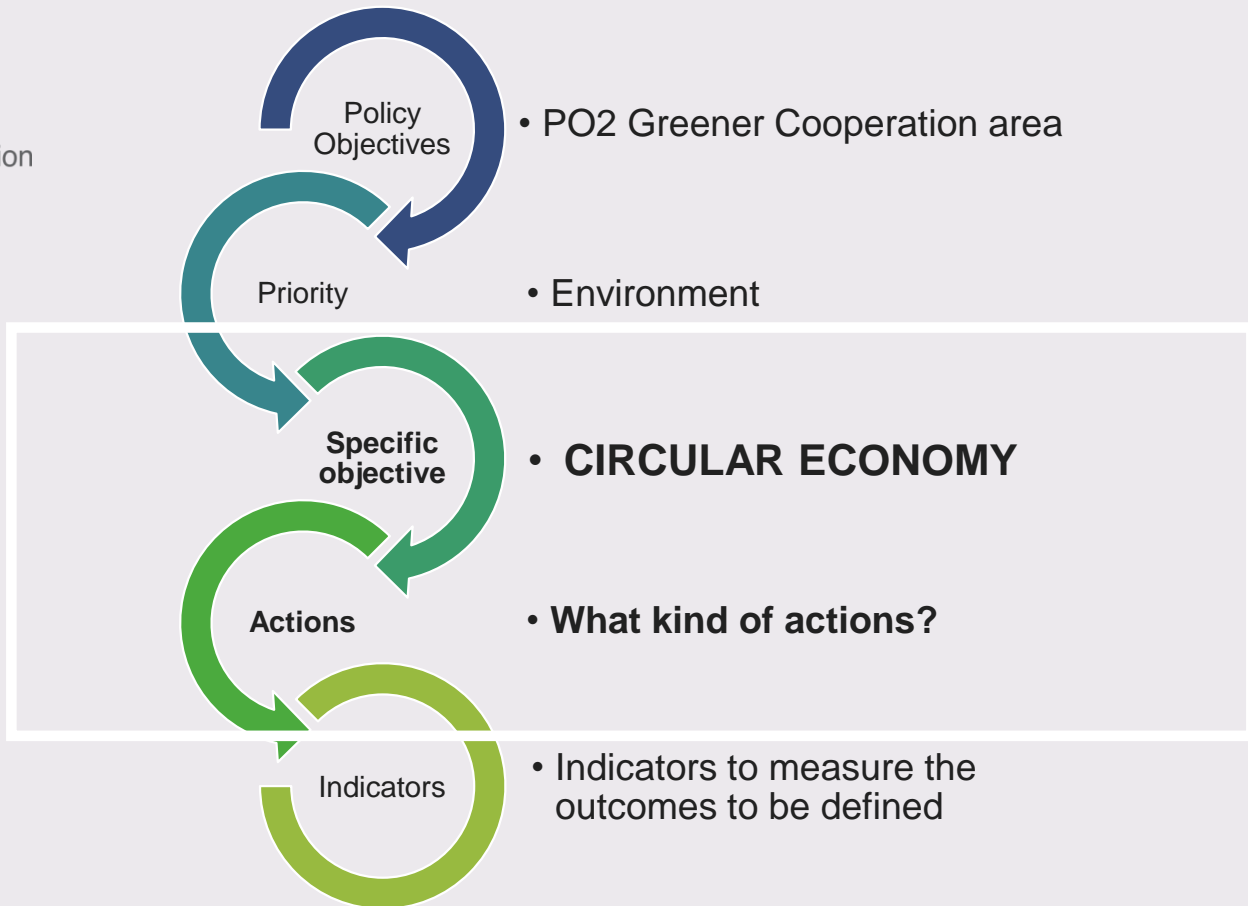 Policy
Objectives
• PO2 Greener Cooperation area
Priority
• Environment
Specific
objective
• CIRCULAR ECONOMY
Actions
• What kind of actions?
Indicators
• Indicators to measure the
outcomes to be defined